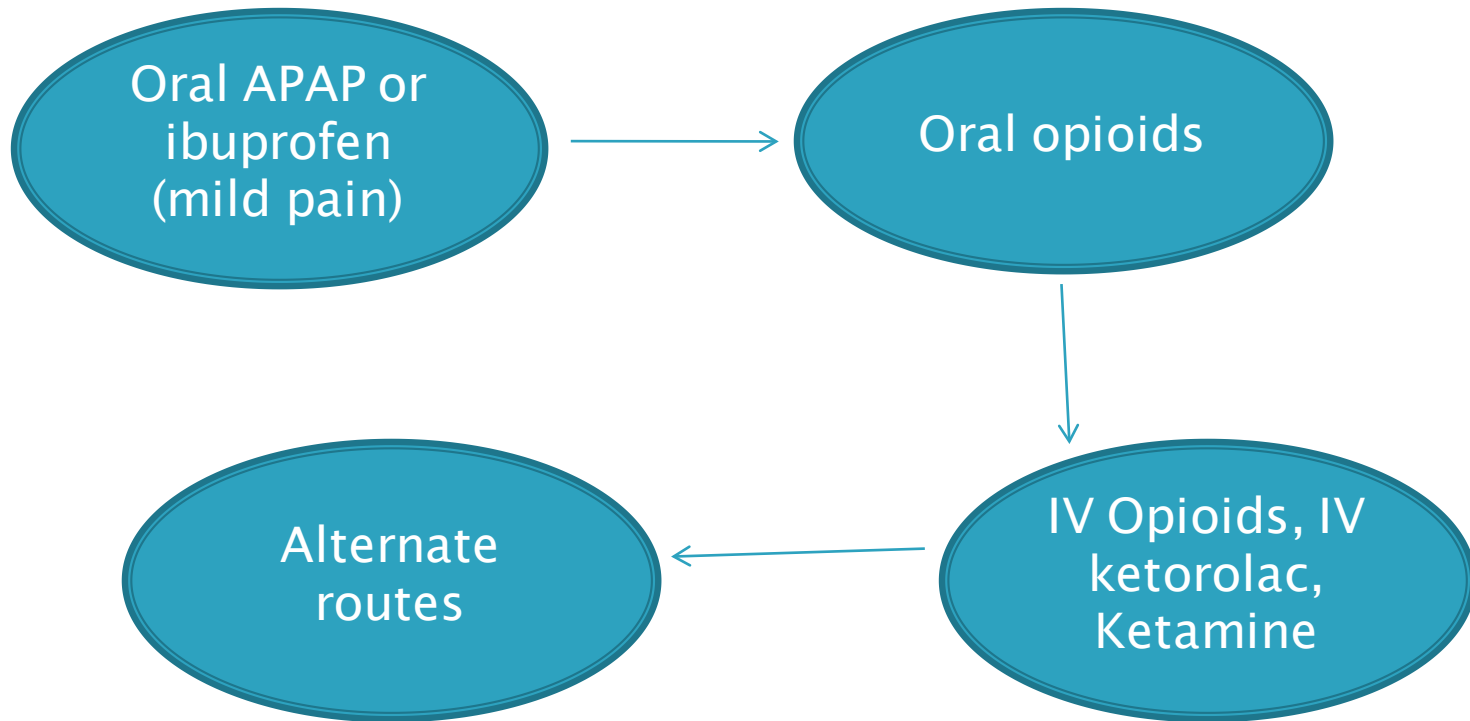 Oral APAP or
ibuprofen
(mild pain)
Oral opioids
IV Opioids, IV
ketorolac,
Ketamine
Alternate
routes